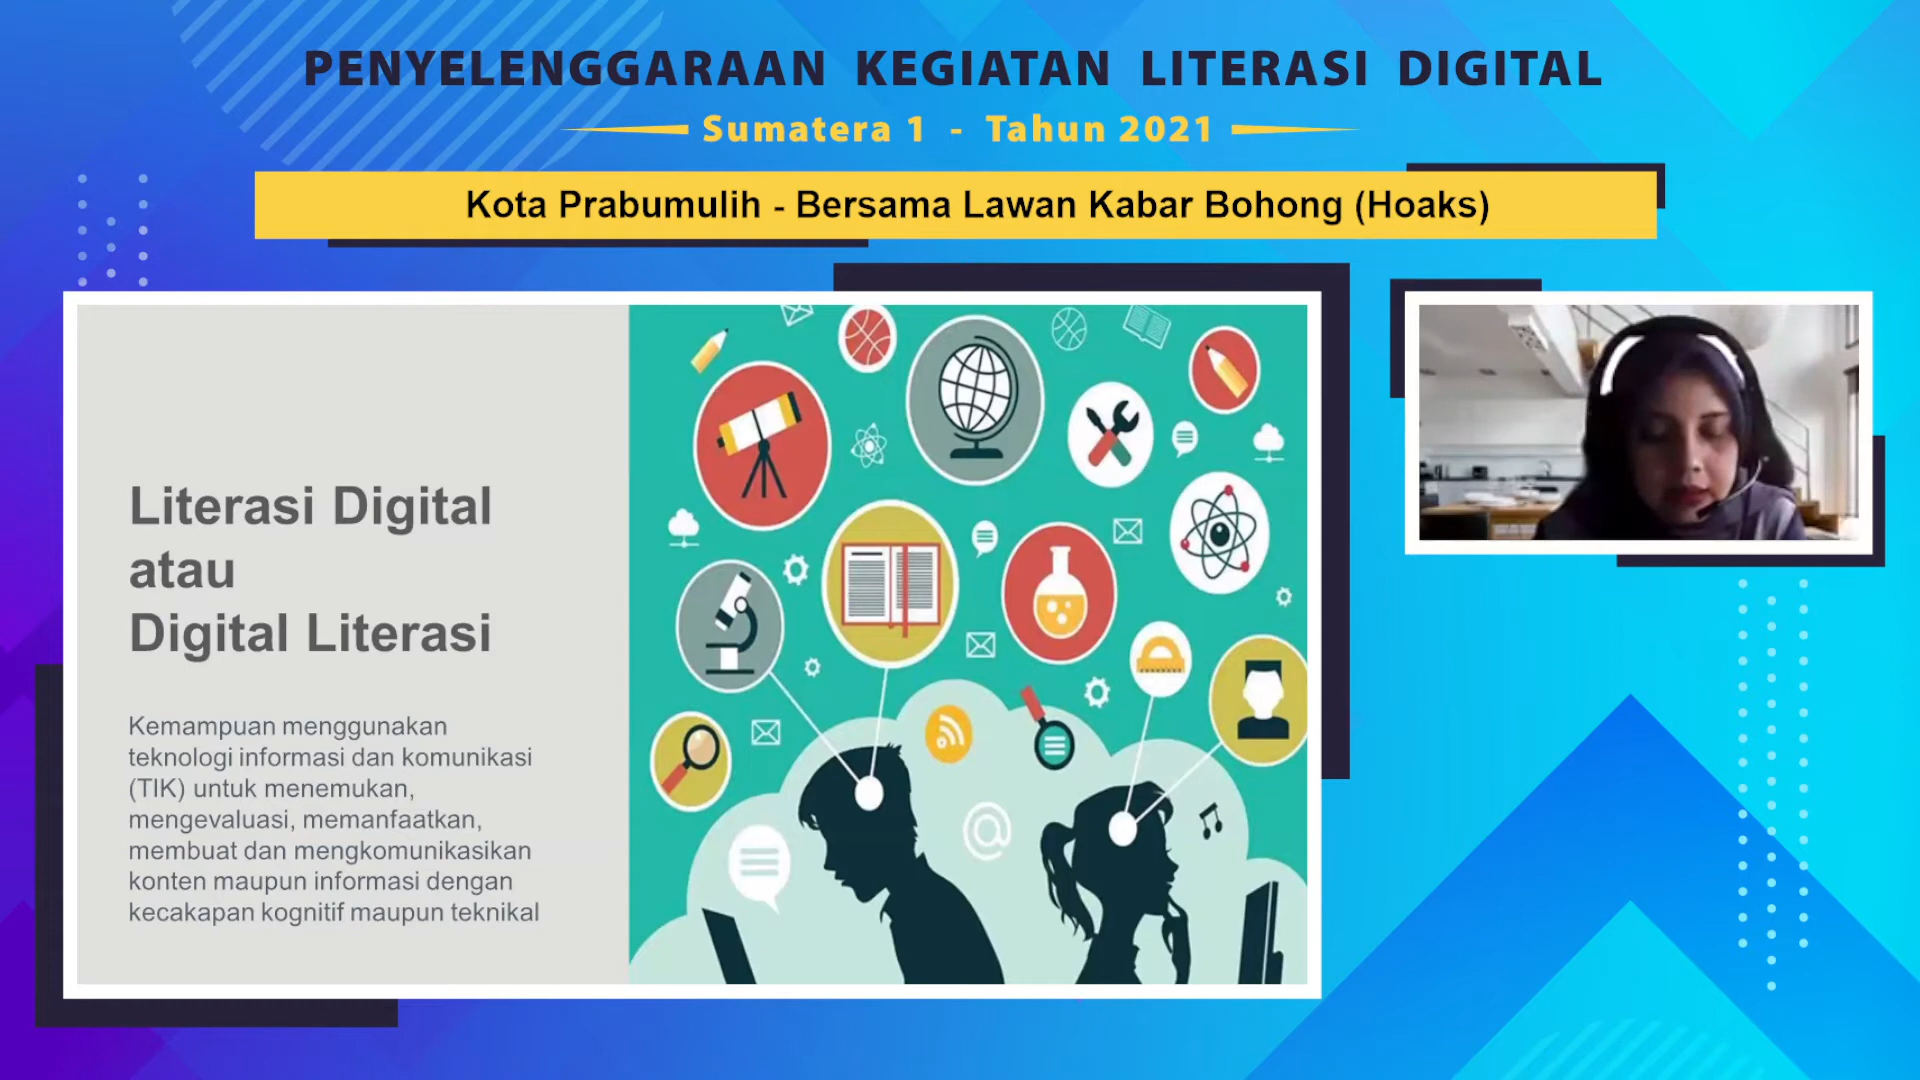 PENYELENGGARAAN KEGIATAN LITERASI DIGITAL
Sumatera 1 - Tahun 2021
Kota Prabumulih - Bersama Lawan Kabar Bohong (Hoaks)
Literasi Digital
atau
Digital Literasi
Kemampuan menggunakan
teknologi informasi dan komunikasi
(TIK) untuk menemukan,
mengevaluasi, memanfaatkan,
membuat dan mengkomunikasikan
konten maupun informasi dengan
kecakapan kognitif maupun teknikal
@